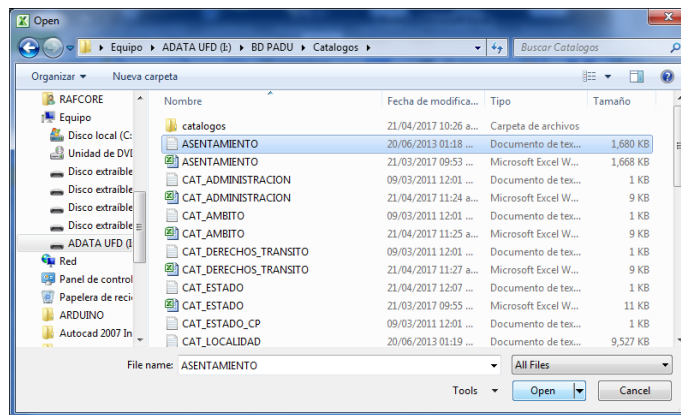 Open
Equipo ▸ ADATA UFD (I:) ▸ BD PADU ▸ Catalogos ▸
Buscar Catalogos
Organizar
Nueva carpeta
RAFCORE
Equipo
Disco local (C:
Unidad de DVI
Disco extraíble
Disco extraíble
Disco extraíble
Disco extraíble
ADATA UFD (I
Red
Panel de control
Papelera de reci
ARDUINO
Autocad 2007 In
Nombre Fecha de modifica... Tipo Tamaño
catalogos 21/04/2017 10:26 a... Carpeta de archivos
ASENTAMIENTO 20/06/2013 01:18 ... Documento de tex... 1,680 KB
ASENTAMIENTO 21/03/2017 09:53 ... Microsoft Excel W... 1,668 KB
CAT_ADMINISTRACION 09/03/2011 12:01 ... Documento de tex... 1 KB
CAT_ADMINISTRACION 21/04/2017 11:24 a... Microsoft Excel W... 9 KB
CAT_AMBITO 09/03/2011 12:01 ... Documento de tex... 1 KB
CAT_AMBITO 21/04/2017 11:25 a... Microsoft Excel W... 9 KB
CAT_DERECHOS_TRANSITO 09/03/2011 12:01 ... Documento de tex... 1 KB
CAT_DERECHOS_TRANSITO 21/04/2017 11:27 a... Microsoft Excel W... 9 KB
CAT_ESTADO 21/04/2017 12:07 ... Documento de tex... 1 KB
CAT_ESTADO 21/03/2017 09:55 ... Microsoft Excel W... 11 KB
CAT_ESTADO_CP 09/03/2011 12:01 ... Documento de tex... 1 KB
CAT_LOCALIDAD 20/06/2013 01:19 ... Documento de tex... 9,527 KB
File name: ASENTAMIENTO
All Files
Tools
Open
Cancel